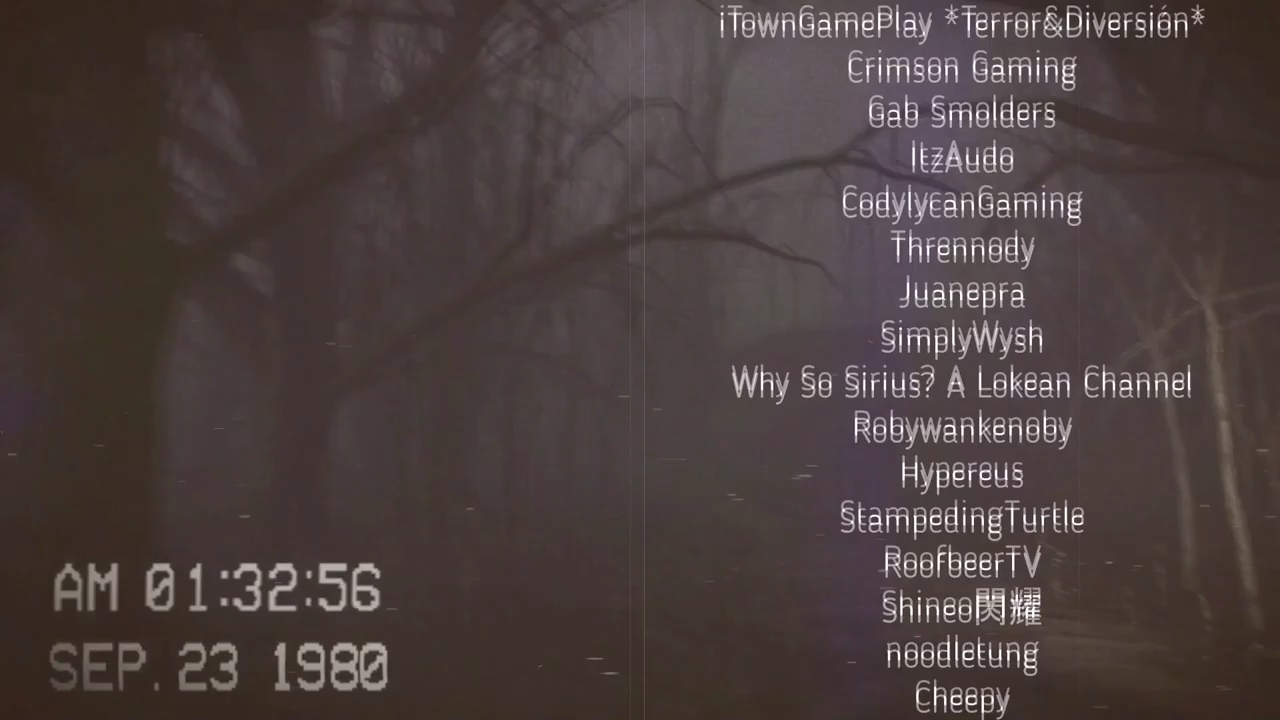 iTownGamePlay *Terror&Diversión*
Crimson Gaming
Gab Smolders
ItzAudo
CodylycanGaming
Thrennody
Juanepra
SimplyWysh
Why So Sirius? A Lokean Channel
Robywankenoby
Hypereus
StampedingTurtle
RoofbeerTV
Shineo閃耀
noodletung
Cheepy
AM 01:32:56
SEP. 23 1980